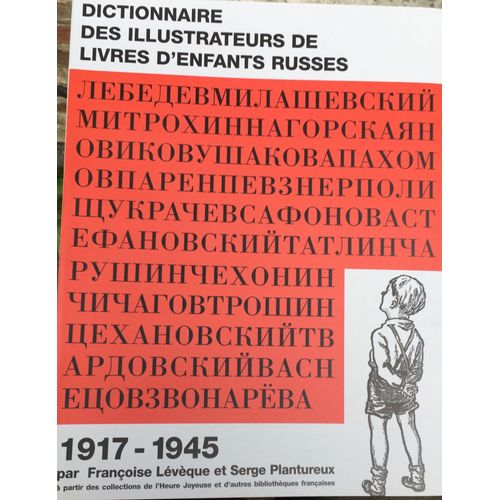 DICTIONNAIRE
DES ILLUSTRATEURS DE
LIVRES D'ENFANTS RUSSES
ЛЕБЕДЕВМИЛАШЕВСКИЙ
МИТРОХИННАГОРСКАЯН
ОВИКОВУШАКОВАПАХОМ
ОВПАРЕНПЕВЗНЕРПОЛИ
ЩУКРАЧЕВСАФОНОВАСТ
ЕФАНОВСКИЙТАТЛИНЧА
РУШИНЧЕХОНИН
ЧИЧАГОВТРОШИН
ЦЕХАНОВСКИЙТВ
АРДОВСКИЙВАСН
ЕЦОВЗВОНАРЁВА
1917 - 1945
par Françoise Lévèque et Serge Plantureux
à partir des collections de l'Heure Joyeuse et d'autres bibliothèques françaises